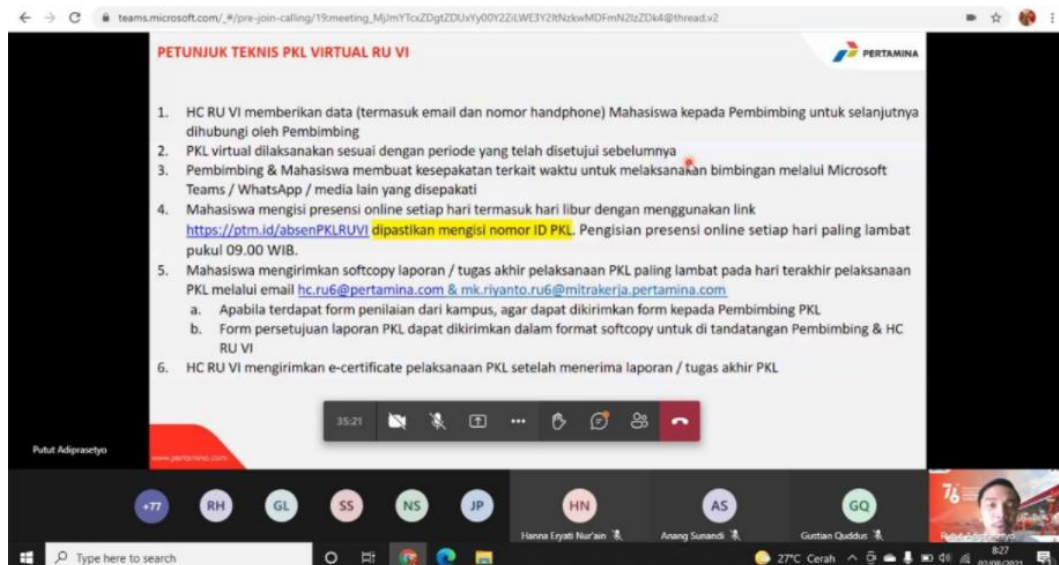 PETUNJUK TEKNIS PKL VIRTUAL RU VI
PERTAMINA
1. HC RU VI memberikan data (termasuk email dan nomor handphone) Mahasiswa kepada Pembimbing untuk selanjutnya
dihubungi oleh Pembimbing
2. PKL virtual dilaksanakan sesuai dengan periode yang telah disetujui sebelumnya
3. Pembimbing & Mahasiswa membuat kesepakatan terkait waktu untuk melaksanakan bimbingan melalui Microsoft
Teams / WhatsApp / media lain yang disepakati
4. Mahasiswa mengisi presensi online setiap hari termasuk hari libur dengan menggunakan link
https://ptm.id/absenPKLRUVI dipastikan mengisi nomor ID PKL. Pengisian presensi online setiap hari paling lambat
pukul 09.00 WIB.
5. Mahasiswa mengirimkan softcopy laporan / tugas akhir pelaksanaan PKL paling lambat pada hari terakhir pelaksanaan
PKL melalui email hc.ru6@pertamina.com & mk.riyanto.ru6@mitrakerja.pertamina.com
a. Apabila terdapat form penilaian dari kampus, agar dapat dikirimkan form kepada Pembimbing PKL
b. Form persetujuan laporan PKL dapat dikirimkan dalam format softcopy untuk di tandatangan Pembimbing & HC
RU VI
6. HC RU VI mengirimkan e-certificate pelaksanaan PKL setelah menerima laporan / tugas akhir PKL
35:21
Putut Adiprasetyo
www.pertamina.com
+77 RH GL SS NS JP HN AS GQ
Hanna Eryati Nur'ain Anang Sunandi Gustian Quddus
76
Type here to search
27°C Cerah
8:27
02/08/2021